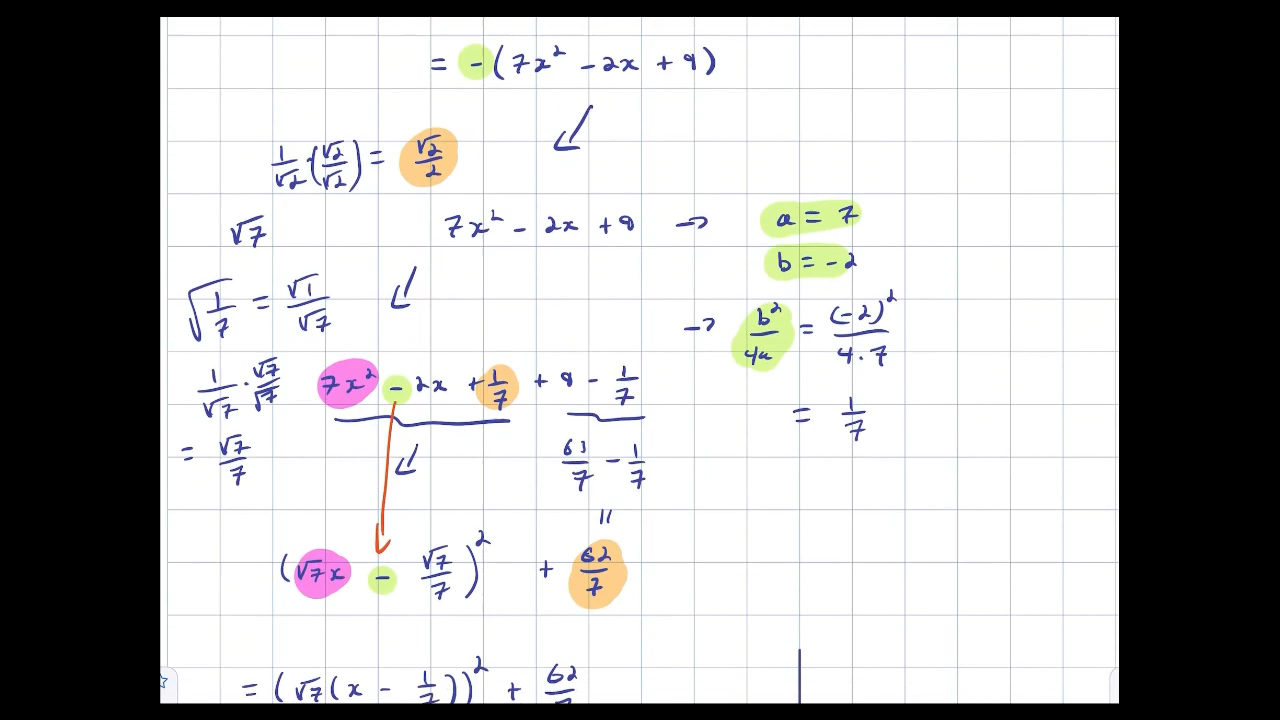 = -(7x² - 2x + 9)
1/√2 · (√2/√2) = √2/2
√7
7x² - 2x + 9 → a = 7
b = -2
√(1/7) = √1/√7
→ b²/4a = (-2)²/4·7
1/√7 · √7/√7
7x² - 2x + 1/7 + 9 - 1/7
= 1/7
= √7/7
63/7 - 1/7
=
(√7x - √7/7)² + 62/7
= (√7(x - 1/7))² + 62/7